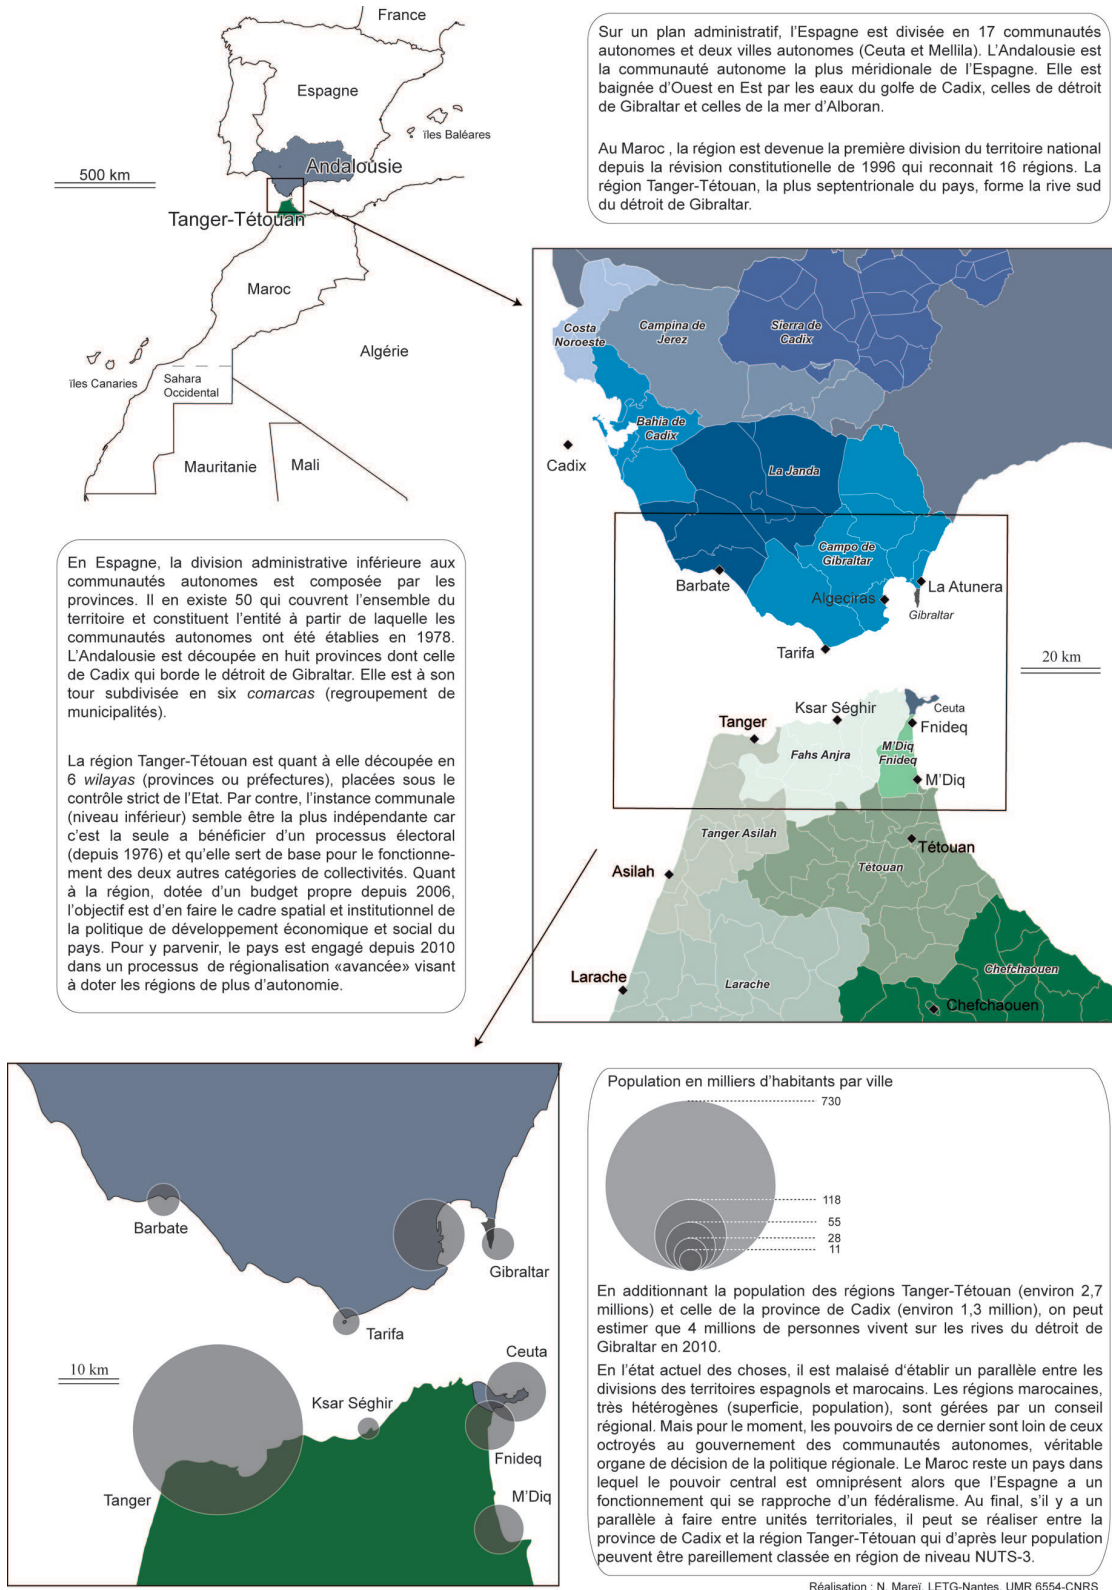 France
Espagne
îles Baléares
Andalousie
500 km
Tanger-Tétouan
Maroc
Algérie
îles Canaries
Sahara
Occidental
Mauritanie
Mali
Sur un plan administratif, l'Espagne est divisée en 17 communautés
autonomes et deux villes autonomes (Ceuta et Mellila). L'Andalousie est
la communauté autonome la plus méridionale de l'Espagne. Elle est
baignée d'Ouest en Est par les eaux du golfe de Cadix, celles de détroit
de Gibraltar et celles de la mer d'Alboran.
Au Maroc , la région est devenue la première division du territoire national
depuis la révision constitutionelle de 1996 qui reconnait 16 régions. La
région Tanger-Tétouan, la plus septentrionale du pays, forme la rive sud
du détroit de Gibraltar.
Costa
Noroeste
Campina de
Jerez
Sierra de
Cadix
Bahia de
Cadix
Cadix
La Janda
Campo de
Gibraltar
Barbate
La Atunera
Algeciras
Gibraltar
Tarifa
20 km
Ceuta
Ksar Séghir
Tanger
Fnideq
Fahs Anjra
M'Diq
Fnideq
M'Diq
Tanger Asilah
Tétouan
Asilah
Tétouan
Larache
Larache
Chefchaouen
Chefchaouen
En Espagne, la division administrative inférieure aux
communautés autonomes est composée par les
provinces. Il en existe 50 qui couvrent l'ensemble du
territoire et constituent l'entité à partir de laquelle les
communautés autonomes ont été établies en 1978.
L'Andalousie est découpée en huit provinces dont celle
de Cadix qui borde le détroit de Gibraltar. Elle est à son
tour subdivisée en six comarcas (regroupement de
municipalités).
La région Tanger-Tétouan est quant à elle découpée en
6 wilayas (provinces ou préfectures), placées sous le
contrôle strict de l'Etat. Par contre, l'instance communale
(niveau inférieur) semble être la plus indépendante car
c'est la seule a bénéficier d'un processus électoral
(depuis 1976) et qu'elle sert de base pour le fonctionne-
ment des deux autres catégories de collectivités. Quant
à la région, dotée d'un budget propre depuis 2006,
l'objectif est d'en faire le cadre spatial et institutionnel de
la politique de développement économique et social du
pays. Pour y parvenir, le pays est engagé depuis 2010
dans un processus de régionalisation «avancée» visant
à doter les régions de plus d'autonomie.
Barbate
Gibraltar
Tarifa
10 km
Ceuta
Ksar Séghir
Fnideq
Tanger
M'Diq
Population en milliers d'habitants par ville
730
118
55
28
11
En additionnant la population des régions Tanger-Tétouan (environ 2,7
millions) et celle de la province de Cadix (environ 1,3 million), on peut
estimer que 4 millions de personnes vivent sur les rives du détroit de
Gibraltar en 2010.
En l'état actuel des choses, il est malaisé d'établir un parallèle entre les
divisions des territoires espagnols et marocains. Les régions marocaines,
très hétérogènes (superficie, population), sont gérées par un conseil
régional. Mais pour le moment, les pouvoirs de ce dernier sont loin de ceux
octroyés au gouvernement des communautés autonomes, véritable
organe de décision de la politique régionale. Le Maroc reste un pays dans
lequel le pouvoir central est omniprésent alors que l'Espagne a un
fonctionnement qui se rapproche d'un fédéralisme. Au final, s'il y a un
parallèle à faire entre unités territoriales, il peut se réaliser entre la
province de Cadix et la région Tanger-Tétouan qui d'après leur population
peuvent être pareillement classée en région de niveau NUTS-3.
Réalisation : N. Mareï, LETG-Nantes, UMR 6554-CNRS